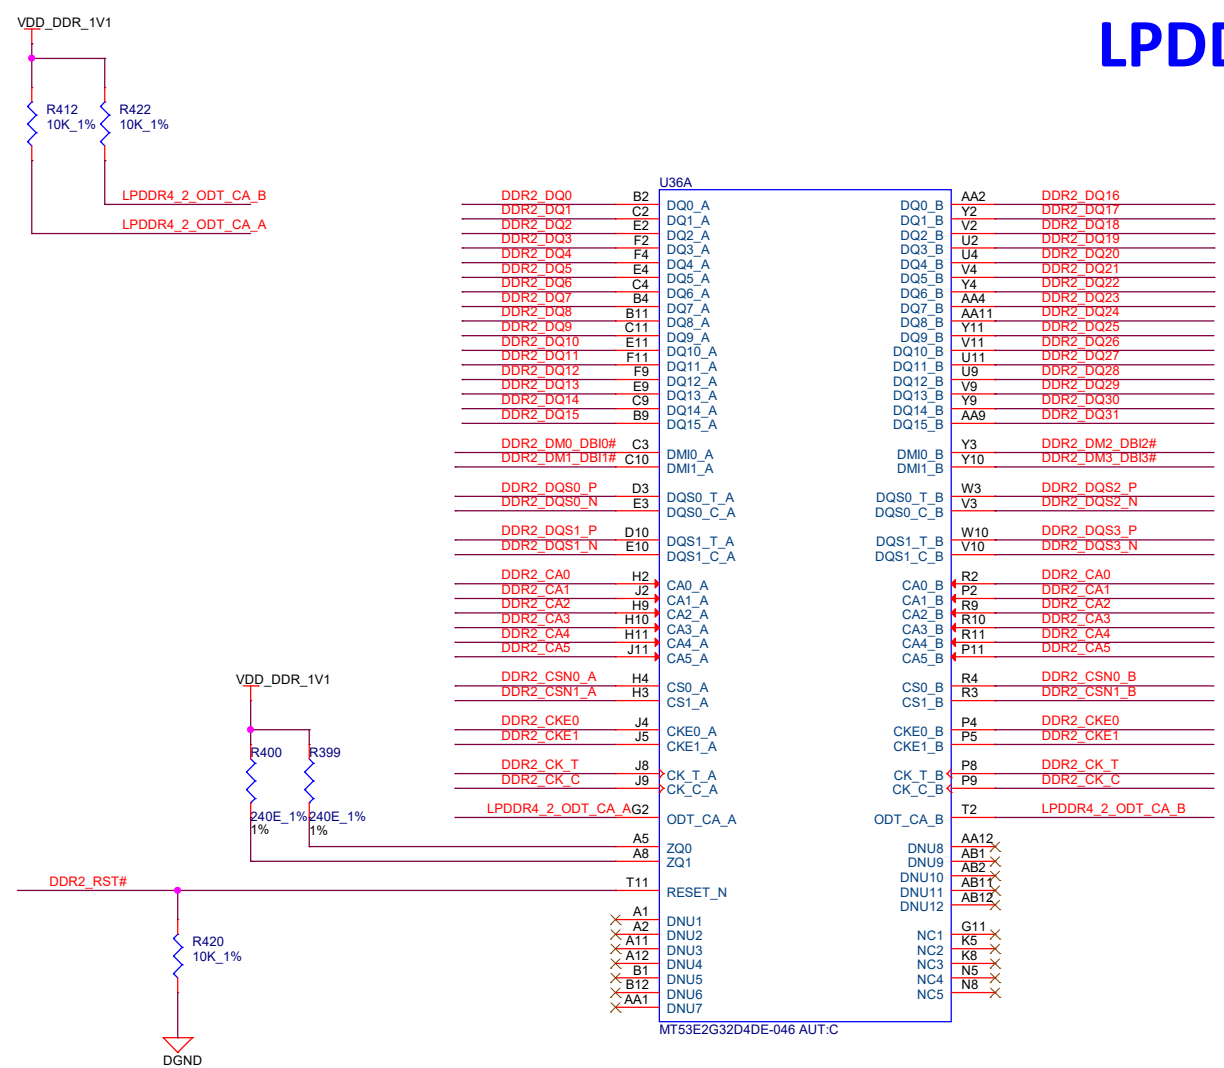 VDD_DDR_1V1
LPDD
R412
10K_1%
R422
10K_1%
LPDDR4_2_ODT_CA_B
LPDDR4_2_ODT_CA_A
U36A
DDR2_DQ0 B2 DQ0_A DQ0_B AA2 DDR2_DQ16
DDR2_DQ1 C2 DQ1_A DQ1_B Y2 DDR2_DQ17
DDR2_DQ2 E2 DQ2_A DQ2_B V2 DDR2_DQ18
DDR2_DQ3 F2 DQ3_A DQ3_B U2 DDR2_DQ19
DDR2_DQ4 F4 DQ4_A DQ4_B U4 DDR2_DQ20
DDR2_DQ5 E4 DQ5_A DQ5_B V4 DDR2_DQ21
DDR2_DQ6 C4 DQ6_A DQ6_B Y4 DDR2_DQ22
DDR2_DQ7 B4 DQ7_A DQ7_B AA4 DDR2_DQ23
DDR2_DQ8 B11 DQ8_A DQ8_B AA11 DDR2_DQ24
DDR2_DQ9 C11 DQ9_A DQ9_B Y11 DDR2_DQ25
DDR2_DQ10 E11 DQ10_A DQ10_B V11 DDR2_DQ26
DDR2_DQ11 F11 DQ11_A DQ11_B U11 DDR2_DQ27
DDR2_DQ12 F9 DQ12_A DQ12_B U9 DDR2_DQ28
DDR2_DQ13 E9 DQ13_A DQ13_B V9 DDR2_DQ29
DDR2_DQ14 C9 DQ14_A DQ14_B Y9 DDR2_DQ30
DDR2_DQ15 B9 DQ15_A DQ15_B AA9 DDR2_DQ31
DDR2_DM0_DBI0# C3 DMI0_A DMI0_B Y3 DDR2_DM2_DBI2#
DDR2_DM1_DBI1# C10 DMI1_A DMI1_B Y10 DDR2_DM3_DBI3#
DDR2_DQS0_P D3 DQS0_T_A DQS0_T_B W3 DDR2_DQS2_P
DDR2_DQS0_N E3 DQS0_C_A DQS0_C_B V3 DDR2_DQS2_N
DDR2_DQS1_P D10 DQS1_T_A DQS1_T_B W10 DDR2_DQS3_P
DDR2_DQS1_N E10 DQS1_C_A DQS1_C_B V10 DDR2_DQS3_N
DDR2_CA0 H2 CA0_A CA0_B R2 DDR2_CA0
DDR2_CA1 J2 CA1_A CA1_B P2 DDR2_CA1
DDR2_CA2 H9 CA2_A CA2_B R9 DDR2_CA2
DDR2_CA3 H10 CA3_A CA3_B R10 DDR2_CA3
DDR2_CA4 H11 CA4_A CA4_B R11 DDR2_CA4
DDR2_CA5 J11 CA5_A CA5_B P11 DDR2_CA5
VDD_DDR_1V1
DDR2_CSN0_A H4 CS0_A CS0_B R4 DDR2_CSN0_B
DDR2_CSN1_A H3 CS1_A CS1_B R3 DDR2_CSN1_B
DDR2_CKE0 J4 CKE0_A CKE0_B P4 DDR2_CKE0
DDR2_CKE1 J5 CKE1_A CKE1_B P5 DDR2_CKE1
R400
240E_1%
1%
R399
240E_1%
1%
DDR2_CK_T J8 CK_T_A CK_T_B P8 DDR2_CK_T
DDR2_CK_C J9 CK_C_A CK_C_B P9 DDR2_CK_C
LPDDR4_2_ODT_CA_A G2 ODT_CA_A ODT_CA_B T2 LPDDR4_2_ODT_CA_B
A5 ZQ0 DNU8 AA12
A8 ZQ1 DNU9 AB1
DNU10 AB2
DDR2_RST# T11 RESET_N DNU11 AB11
DNU12 AB12
A1 DNU1
A2 DNU2 NC1 G11
A11 DNU3 NC2 K5
A12 DNU4 NC3 K8
B1 DNU5 NC4 N5
B12 DNU6 NC5 N8
AA1 DNU7
R420
10K_1%
MT53E2G32D4DE-046 AUT:C
DGND